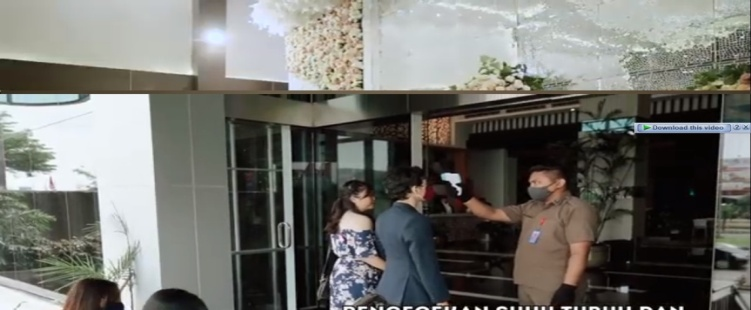 Download this video
PENGECEKAN SUHU TUBUH DAN